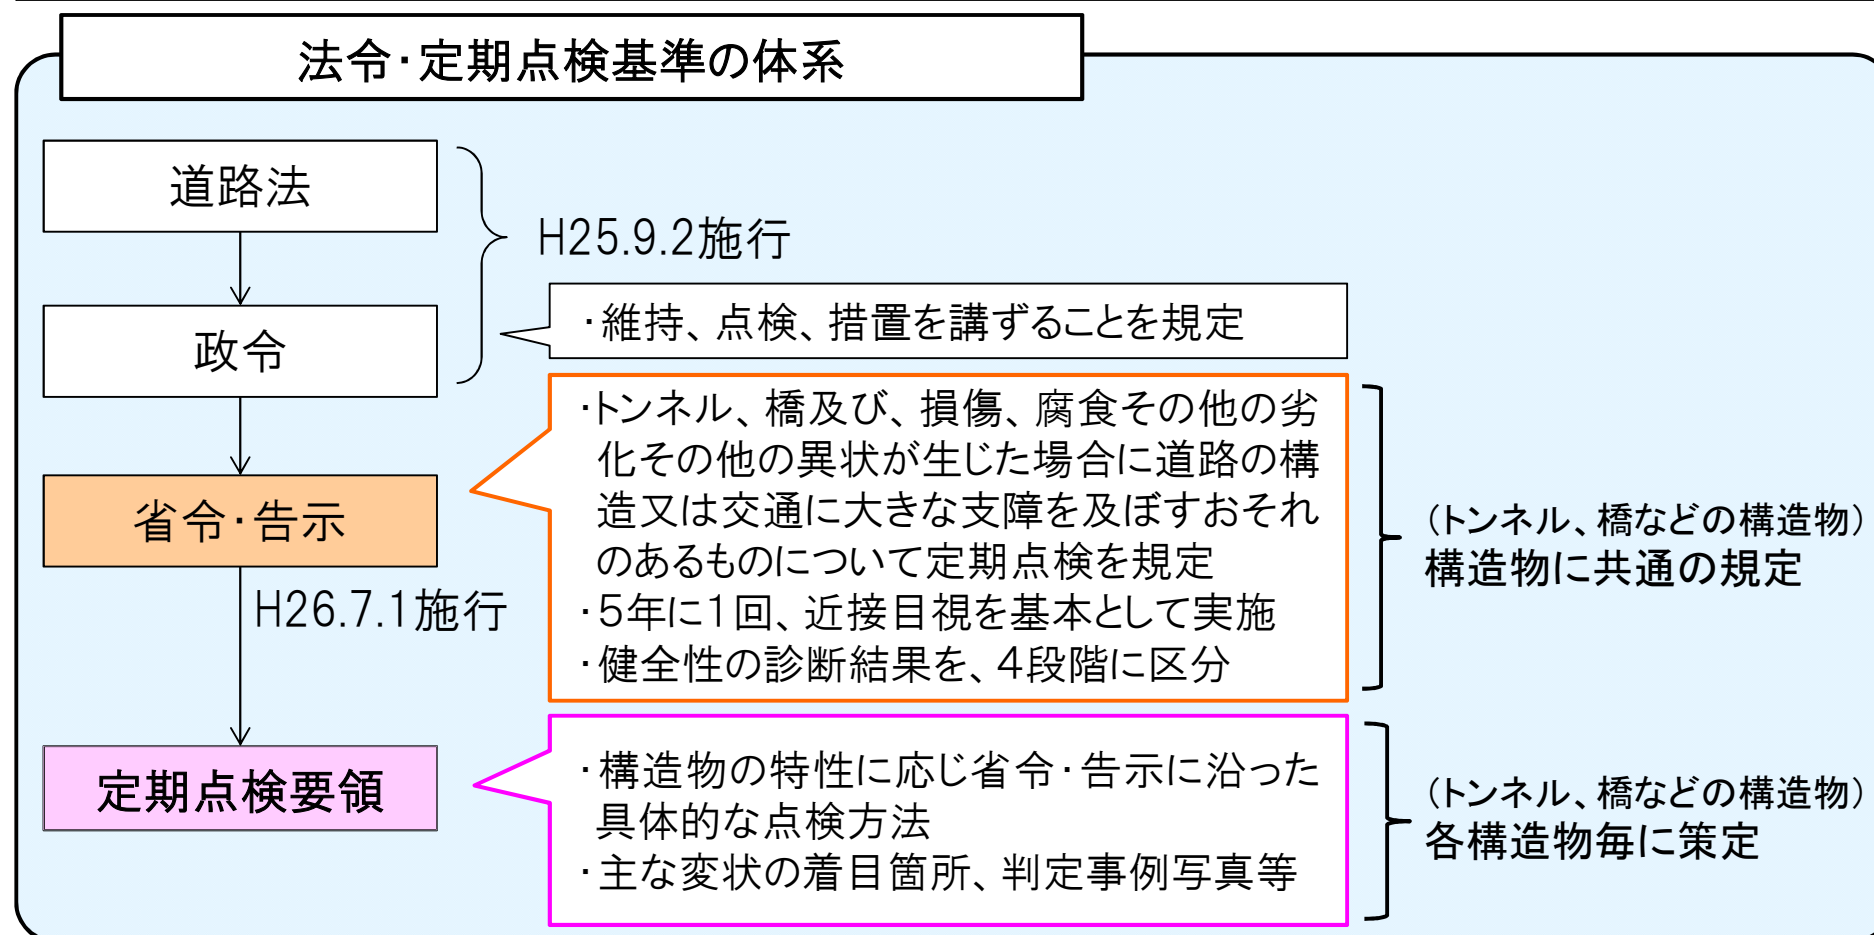 法令・定期点検基準の体系
道路法
H25.9.2施行
政令
・維持、点検、措置を講ずることを規定
省令・告示
H26.7.1施行
・トンネル、橋及び、損傷、腐食その他の劣
化その他の異状が生じた場合に道路の構
造又は交通に大きな支障を及ぼすおそれ
のあるものについて定期点検を規定
・5年に1回、近接目視を基本として実施
・健全性の診断結果を、4段階に区分
(トンネル、橋などの構造物)
構造物に共通の規定
定期点検要領
・構造物の特性に応じ省令・告示に沿った
具体的な点検方法
・主な変状の着目箇所、判定事例写真等
(トンネル、橋などの構造物)
各構造物毎に策定